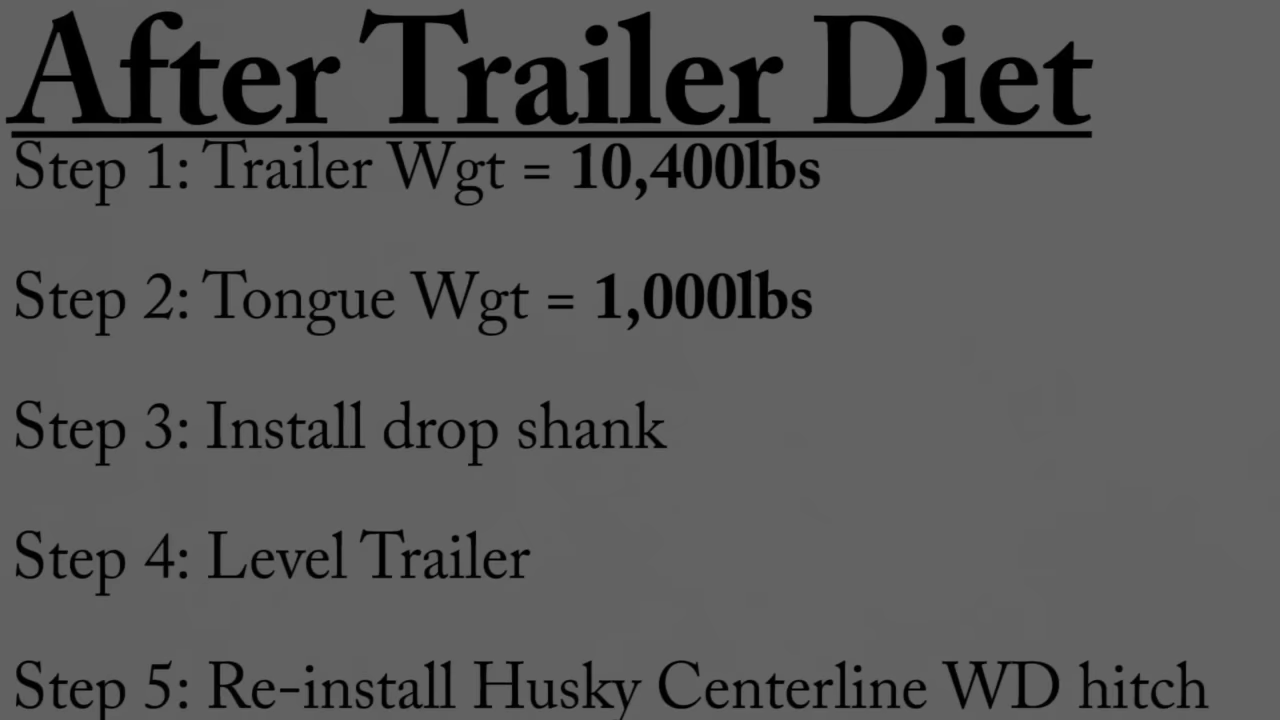 After Trailer Diet
Step 1: Trailer Wgt = 10,400lbs
Step 2: Tongue Wgt = 1,000lbs
Step 3: Install drop shank
Step 4: Level Trailer
Step 5: Re-install Husky Centerline WD hitch